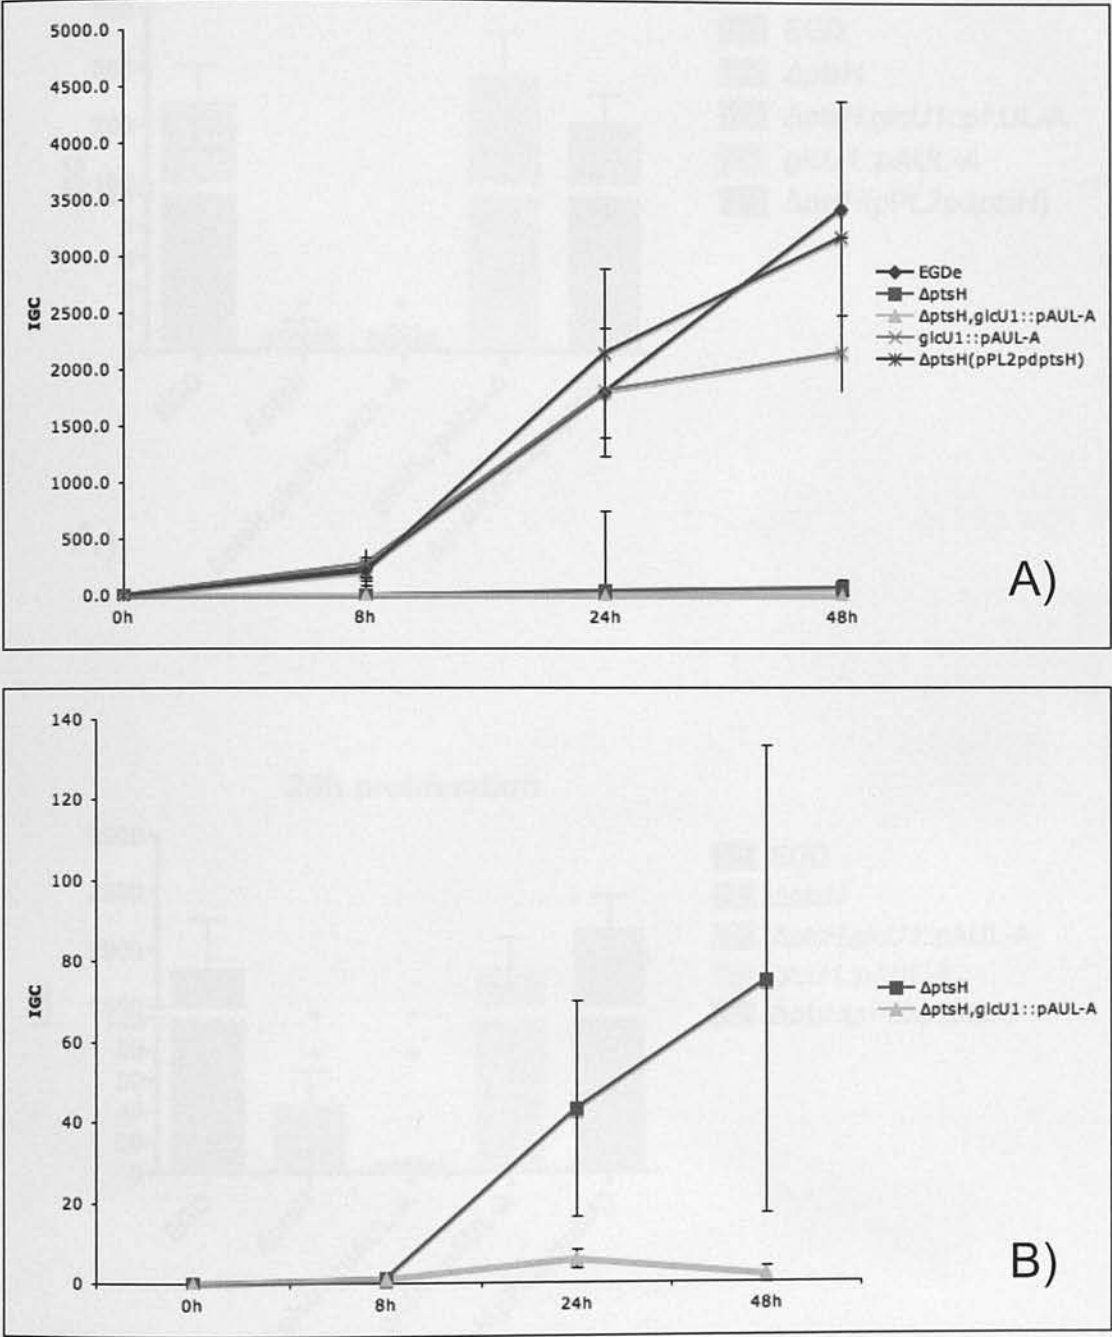 5000.0
4500.0
4000.0
3500.0
3000.0
2500.0
2000.0
1500.0
1000.0
500.0
0.0
IGC
0h 8h 24h 48h
EGDe
ΔptsH
ΔptsH,glcU1::pAUL-A
glcU1::pAUL-A
ΔptsH(pPL2pdptsH)
A)
140
120
100
80
60
40
20
0
IGC
0h 8h 24h 48h
ΔptsH
ΔptsH,glcU1::pAUL-A
B)
24h proliferation